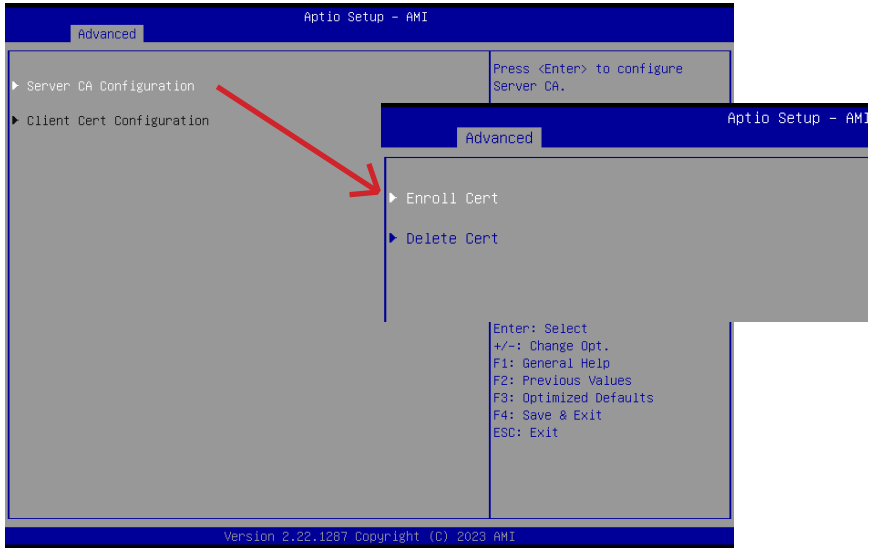 Aptio Setup – AMI
Advanced
Server CA Configuration
Client Cert Configuration
Press <Enter> to configure
Server CA.
Aptio Setup – AMI
Advanced
Enroll Cert
Delete Cert
Enter: Select
+/-: Change Opt.
F1: General Help
F2: Previous Values
F3: Optimized Defaults
F4: Save & Exit
ESC: Exit
Version 2.22.1287 Copyright (C) 2023 AMI